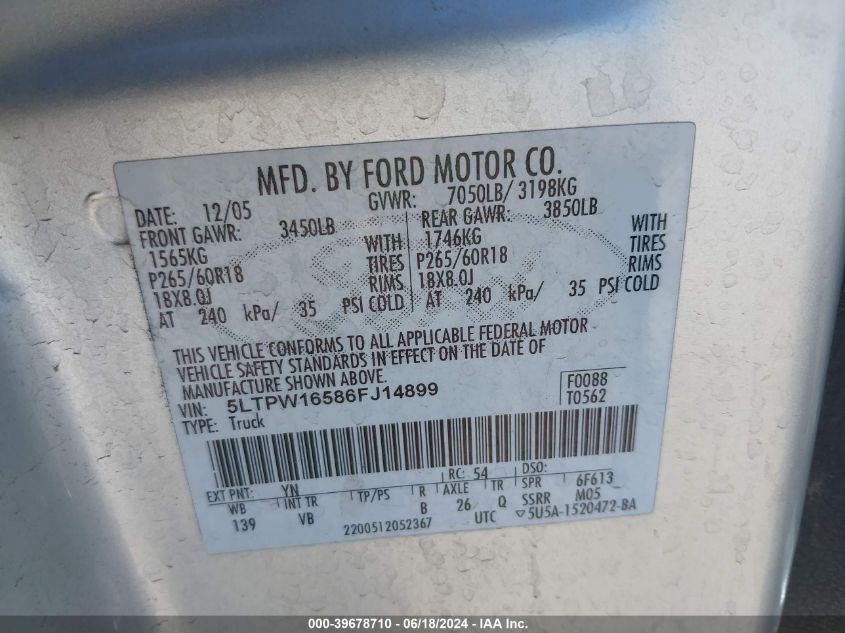 MFD. BY FORD MOTOR CO.
DATE: 12/05 GVWR: 7050LB/ 3198KG
FRONT GAWR: 3450LB REAR GAWR: 3850LB
1565KG WITH 1746KG WITH
P265/60R18 TIRES P265/60R18 TIRES
18X8.0J RIMS 18X8.0J RIMS
AT 240 kPa/ 35 PSI COLD AT 240 kPa/ 35 PSI COLD
THIS VEHICLE CONFORMS TO ALL APPLICABLE FEDERAL MOTOR
VEHICLE SAFETY STANDARDS IN EFFECT ON THE DATE OF
MANUFACTURE SHOWN ABOVE.
VIN: 5LTPW16586FJ14899 F0088
TYPE: Truck T0562
EXT PNT: YN RC: 54 DSO:
WB INT TR TP/PS R AXLE TR SPR 6F613
139 VB B 26 Q SSRR M05
2200512052367 UTC ▽5U5A-1520472-BA
000-39678710 - 06/18/2024 - IAA, Inc.